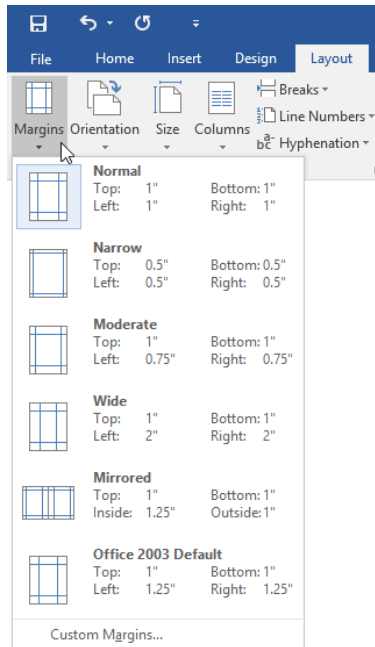 File Home Insert Design Layout
Breaks
Line Numbers
Margins Orientation Size Columns
Hyphenation
Normal
Top: 1" Bottom: 1"
Left: 1" Right: 1"
Narrow
Top: 0.5" Bottom: 0.5"
Left: 0.5" Right: 0.5"
Moderate
Top: 1" Bottom: 1"
Left: 0.75" Right: 0.75"
Wide
Top: 1" Bottom: 1"
Left: 2" Right: 2"
Mirrored
Top: 1" Bottom: 1"
Inside: 1.25" Outside: 1"
Office 2003 Default
Top: 1" Bottom: 1"
Left: 1.25" Right: 1.25"
Custom Margins...